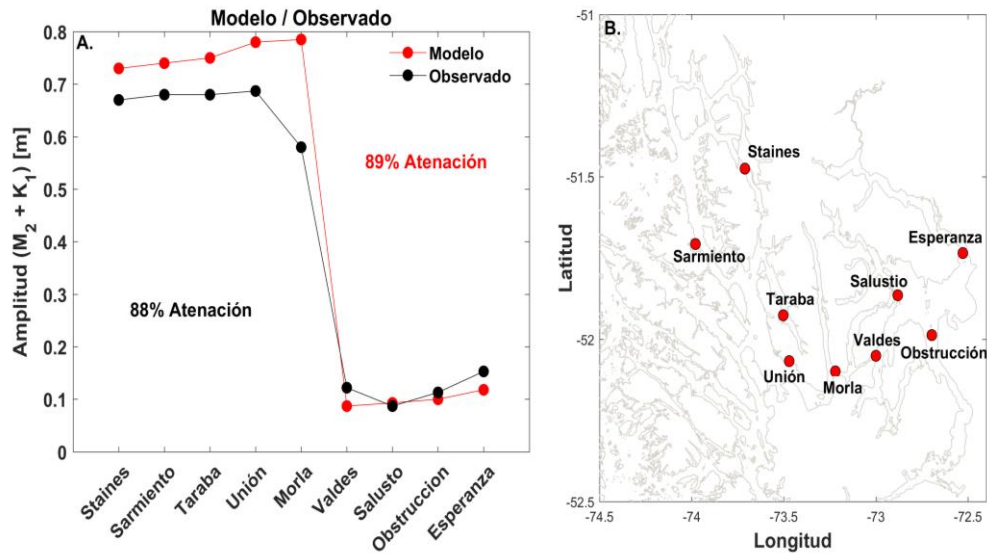 Modelo / Observado
A.
Modelo
Observado
89% Atenación
88% Atenación
Amplitud (M₂ + K₁) [m]
0.8
0.7
0.6
0.5
0.4
0.3
0.2
0.1
0
Staines
Sarmiento
Taraba
Unión
Morla
Valdes
Salusto
Obstruccion
Esperanza
B.
Latitud
-51
-51.5
-52
-52.5
Staines
Sarmiento
Esperanza
Salustio
Taraba
Valdes
Obstrucción
Unión
Morla
-74.5
-74
-73.5
-73
-72.5
Longitud